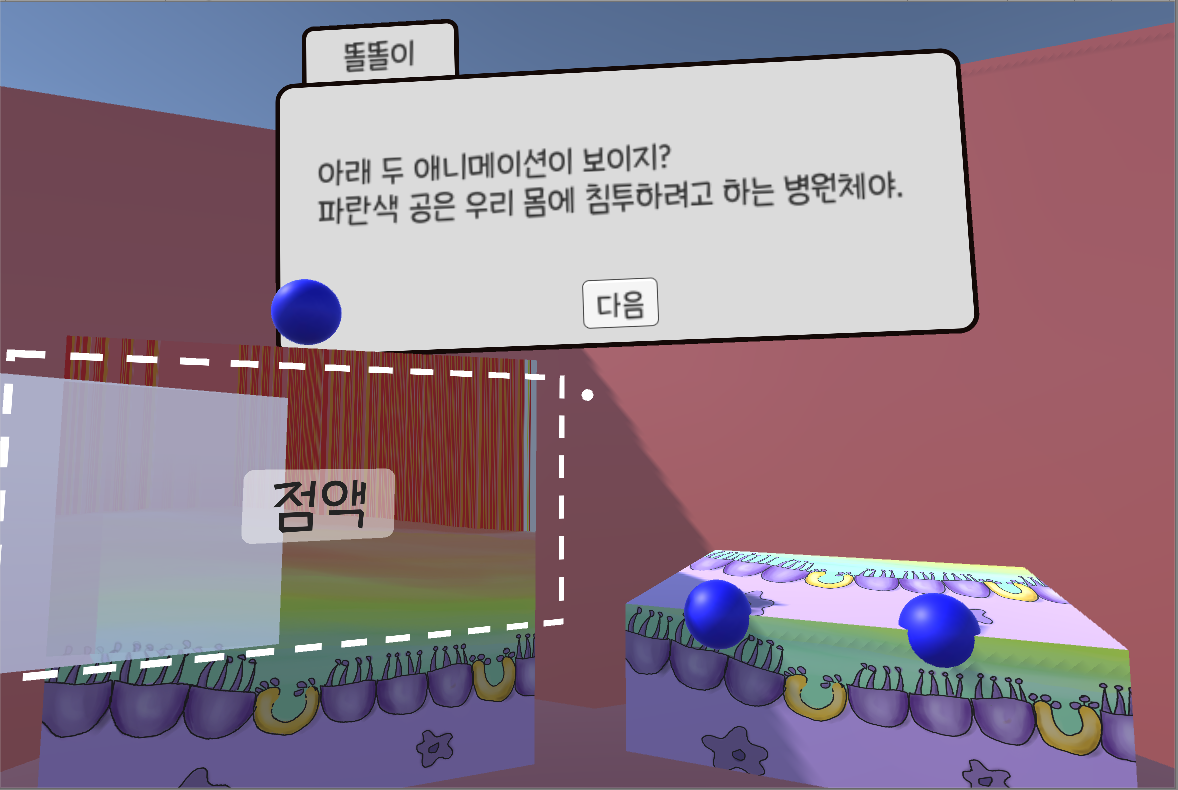 똘똘이
아래 두 애니메이션이 보이지?
파란색 공은 우리 몸에 침투하려고 하는 병원체야.
다음
점액